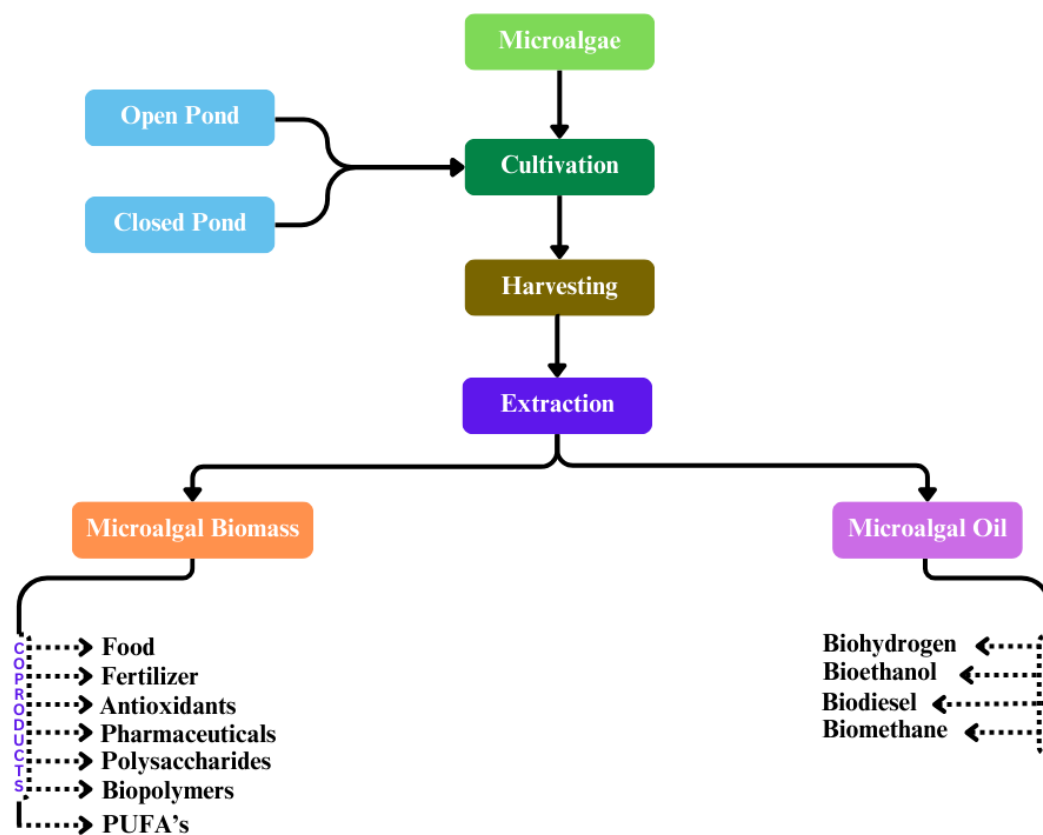 Microalgae
Open Pond
Cultivation
Closed Pond
Harvesting
Extraction
Microalgal Biomass
Microalgal Oil
COPRODUCTS
Food
Fertilizer
Antioxidants
Pharmaceuticals
Polysaccharides
Biopolymers
PUFA's
Biohydrogen
Bioethanol
Biodiesel
Biomethane